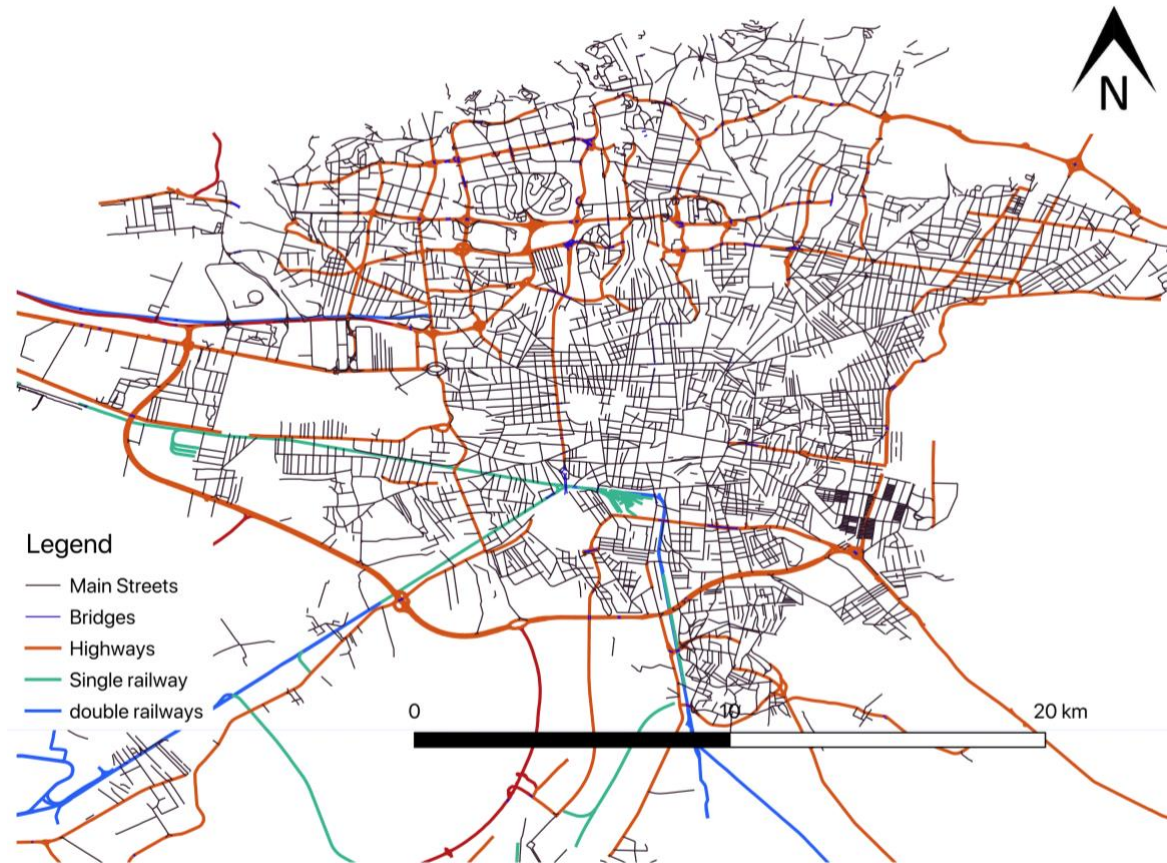 N
Legend
Main Streets
Bridges
Highways
Single railway
double railways
0
10
20 km